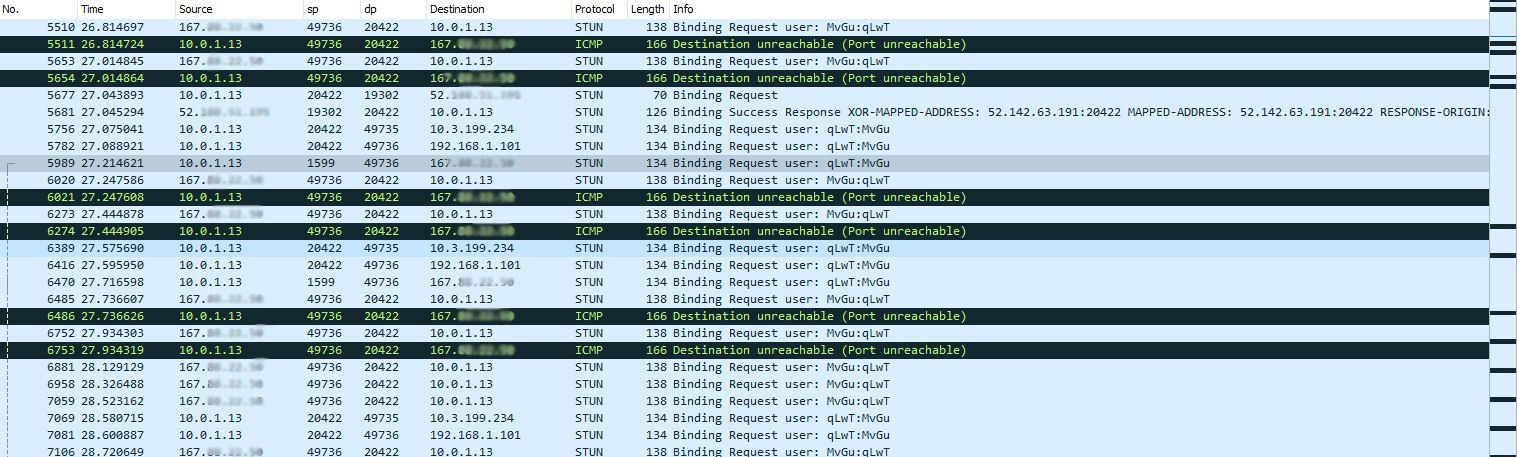 No. Time Source sp dp Destination Protocol Length Info
5510 26.814697 167. 49736 20422 10.0.1.13 STUN 138 Binding Request user: MvGu:qLwT
5511 26.814724 10.0.1.13 49736 20422 167. ICMP 166 Destination unreachable (Port unreachable)
5653 27.014845 167. 49736 20422 10.0.1.13 STUN 138 Binding Request user: MvGu:qLwT
5654 27.014864 10.0.1.13 49736 20422 167. ICMP 166 Destination unreachable (Port unreachable)
5677 27.043893 10.0.1.13 20422 19302 52. STUN 70 Binding Request
5681 27.045294 52. 19302 20422 10.0.1.13 STUN 126 Binding Success Response XOR-MAPPED-ADDRESS: 52.142.63.191:20422 MAPPED-ADDRESS: 52.142.63.191:20422 RESPONSE-ORIGIN:
5756 27.075041 10.0.1.13 20422 49735 10.3.199.234 STUN 134 Binding Request user: qLwT:MvGu
5782 27.088921 10.0.1.13 20422 49736 192.168.1.101 STUN 134 Binding Request user: qLwT:MvGu
5989 27.214621 10.0.1.13 1599 49736 167. STUN 134 Binding Request user: qLwT:MvGu
6020 27.247586 167. 49736 20422 10.0.1.13 STUN 138 Binding Request user: MvGu:qLwT
6021 27.247608 10.0.1.13 49736 20422 167. ICMP 166 Destination unreachable (Port unreachable)
6273 27.444878 167. 49736 20422 10.0.1.13 STUN 138 Binding Request user: MvGu:qLwT
6274 27.444905 10.0.1.13 49736 20422 167. ICMP 166 Destination unreachable (Port unreachable)
6389 27.575690 10.0.1.13 20422 49735 10.3.199.234 STUN 134 Binding Request user: qLwT:MvGu
6416 27.595950 10.0.1.13 20422 49736 192.168.1.101 STUN 134 Binding Request user: qLwT:MvGu
6470 27.716598 10.0.1.13 1599 49736 167. STUN 134 Binding Request user: qLwT:MvGu
6485 27.736607 167. 49736 20422 10.0.1.13 STUN 138 Binding Request user: MvGu:qLwT
6486 27.736626 10.0.1.13 49736 20422 167. ICMP 166 Destination unreachable (Port unreachable)
6752 27.934303 167. 49736 20422 10.0.1.13 STUN 138 Binding Request user: MvGu:qLwT
6753 27.934319 10.0.1.13 49736 20422 167. ICMP 166 Destination unreachable (Port unreachable)
6881 28.129129 167. 49736 20422 10.0.1.13 STUN 138 Binding Request user: MvGu:qLwT
6958 28.326488 167. 49736 20422 10.0.1.13 STUN 138 Binding Request user: MvGu:qLwT
7059 28.523162 167. 49736 20422 10.0.1.13 STUN 138 Binding Request user: MvGu:qLwT
7069 28.580715 10.0.1.13 20422 49735 10.3.199.234 STUN 134 Binding Request user: qLwT:MvGu
7081 28.600887 10.0.1.13 20422 49736 192.168.1.101 STUN 134 Binding Request user: qLwT:MvGu
7106 28.720649 167. 49736 20422 10.0.1.13 STUN 138 Binding Request user: MvGu:qLwT